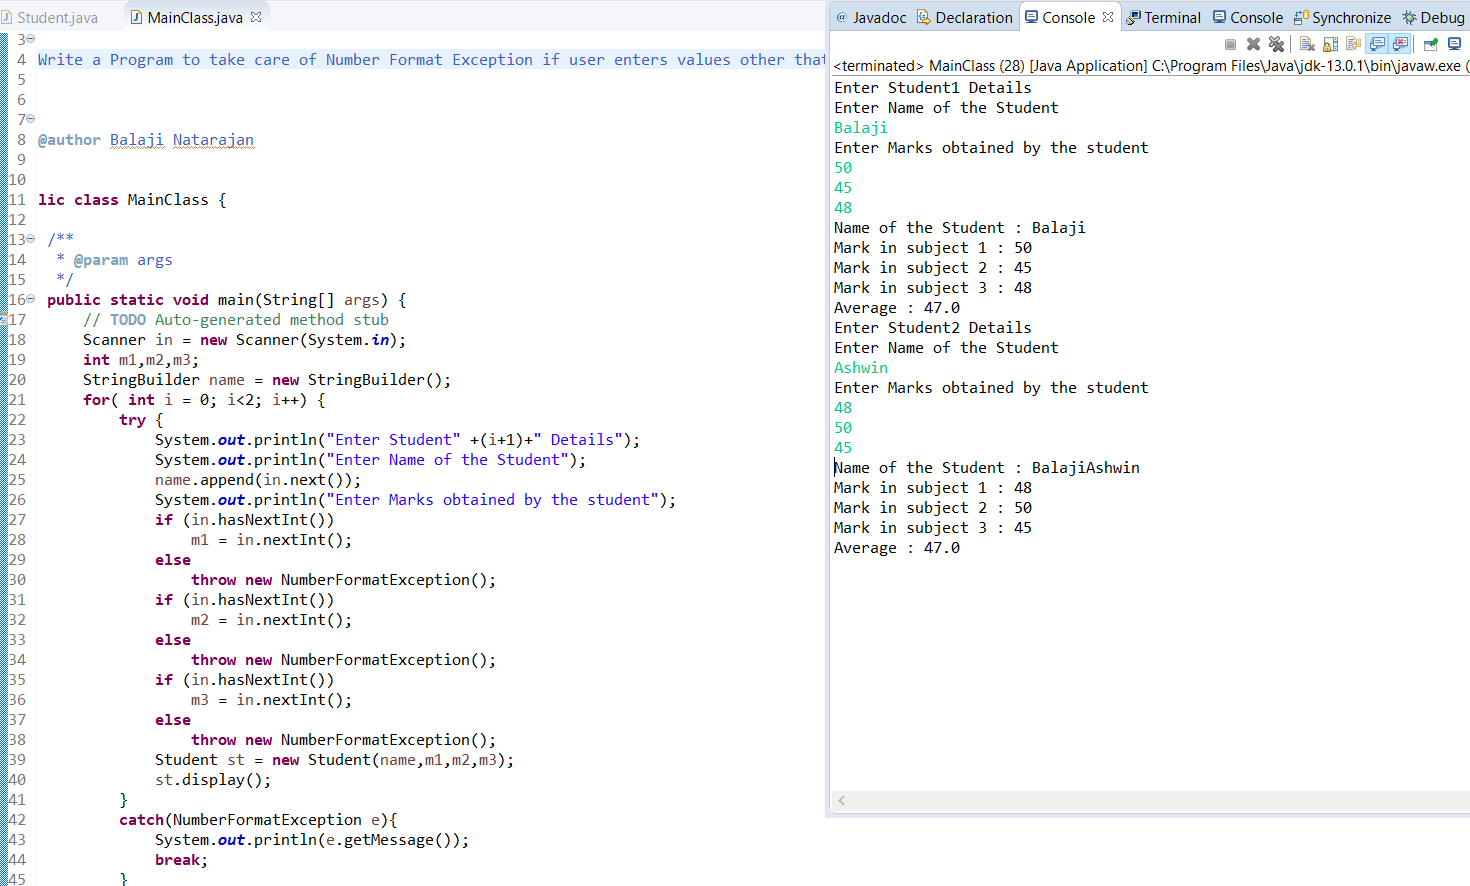 Student.java
MainClass.java
3
4 Write a Program to take care of Number Format Exception if user enters values other that
5
6
7
8 @author Balaji Natarajan
9
10
11 lic class MainClass {
12
13 /**
14 * @param args
15 */
16 public static void main(String[] args) {
17 // TODO Auto-generated method stub
18 Scanner in = new Scanner(System.in);
19 int m1,m2,m3;
20 StringBuilder name = new StringBuilder();
21 for( int i = 0; i<2; i++) {
22 try {
23 System.out.println("Enter Student" +(i+1)+" Details");
24 System.out.println("Enter Name of the Student");
25 name.append(in.next());
26 System.out.println("Enter Marks obtained by the student");
27 if (in.hasNextInt())
28 m1 = in.nextInt();
29 else
30 throw new NumberFormatException();
31 if (in.hasNextInt())
32 m2 = in.nextInt();
33 else
34 throw new NumberFormatException();
35 if (in.hasNextInt())
36 m3 = in.nextInt();
37 else
38 throw new NumberFormatException();
39 Student st = new Student(name,m1,m2,m3);
40 st.display();
41 }
42 catch(NumberFormatException e){
43 System.out.println(e.getMessage());
44 break;
45 }
@ Javadoc Declaration Console Terminal Console Synchronize Debug
<terminated> MainClass (28) [Java Application] C:\Program Files\Java\jdk-13.0.1\bin\javaw.exe (
Enter Student1 Details
Enter Name of the Student
Balaji
Enter Marks obtained by the student
50
45
48
Name of the Student : Balaji
Mark in subject 1 : 50
Mark in subject 2 : 45
Mark in subject 3 : 48
Average : 47.0
Enter Student2 Details
Enter Name of the Student
Ashwin
Enter Marks obtained by the student
48
50
45
Name of the Student : BalajiAshwin
Mark in subject 1 : 48
Mark in subject 2 : 50
Mark in subject 3 : 45
Average : 47.0